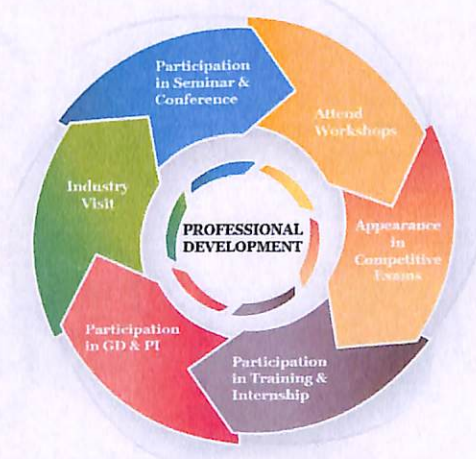 Participation
in Seminar &
Conference
Attend
Workshops
Appearance
in
Competitive
Exams
Participation
in Training &
Internship
Participation
in GD & PI
Industry
Visit
PROFESSIONAL
DEVELOPMENT